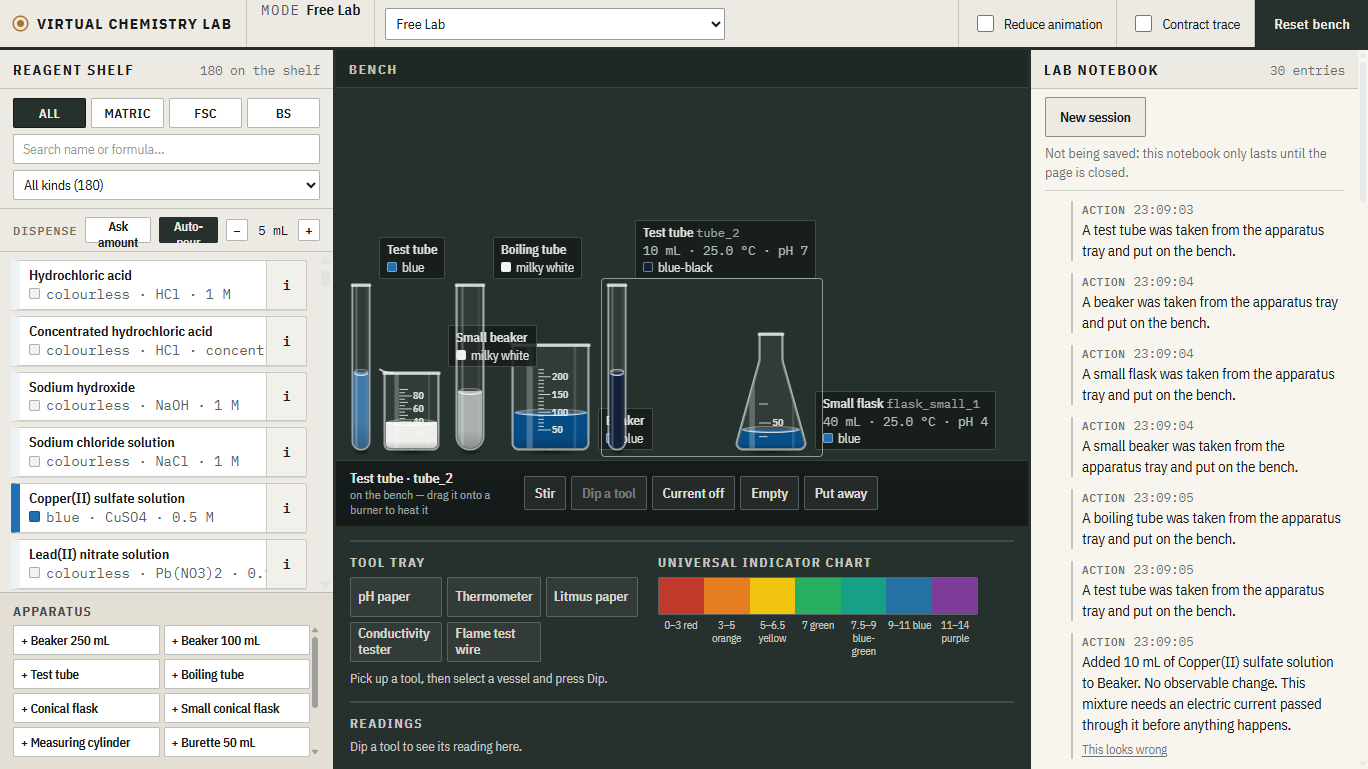 VIRTUAL CHEMISTRY LAB
MODE Free Lab
Free Lab
Reduce animation
Contract trace
Reset bench
REAGENT SHELF
180 on the shelf
ALL
MATRIC
FSC
BS
Search name or formula...
All kinds (180)
DISPENSE
Ask
amount
Auto-
pour
−
5 mL
+
Hydrochloric acid
colourless · HCl · 1 M
i
Concentrated hydrochloric acid
colourless · HCl · concent
i
Sodium hydroxide
colourless · NaOH · 1 M
i
Sodium chloride solution
colourless · NaCl · 1 M
i
Copper(II) sulfate solution
blue · CuSO4 · 0.5 M
i
Lead(II) nitrate solution
colourless · Pb(NO3)2 · 0.
i
APPARATUS
+ Beaker 250 mL
+ Beaker 100 mL
+ Test tube
+ Boiling tube
+ Conical flask
+ Small conical flask
+ Measuring cylinder
+ Burette 50 mL
BENCH
Test tube
blue
Boiling tube
milky white
Test tube tube_2
10 mL · 25.0 °C · pH 7
blue-black
Small beaker
milky white
80
60
40
200
150
100
50
blue
50
Small flask flask_small_1
40 mL · 25.0 °C · pH 4
blue
Test tube · tube_2
on the bench — drag it onto a
burner to heat it
Stir
Dip a tool
Current off
Empty
Put away
TOOL TRAY
pH paper
Thermometer
Litmus paper
Conductivity
tester
Flame test
wire
Pick up a tool, then select a vessel and press Dip.
UNIVERSAL INDICATOR CHART
0–3 red
3–5
orange
5–6.5
yellow
7 green
7.5–9
blue-
green
9–11 blue
11–14
purple
READINGS
Dip a tool to see its reading here.
LAB NOTEBOOK
30 entries
New session
Not being saved: this notebook only lasts until the
page is closed.
ACTION 23:09:03
A test tube was taken from the apparatus
tray and put on the bench.
ACTION 23:09:04
A beaker was taken from the apparatus tray
and put on the bench.
ACTION 23:09:04
A small flask was taken from the apparatus
tray and put on the bench.
ACTION 23:09:04
A small beaker was taken from the
apparatus tray and put on the bench.
ACTION 23:09:05
A boiling tube was taken from the apparatus
tray and put on the bench.
ACTION 23:09:05
A test tube was taken from the apparatus
tray and put on the bench.
ACTION 23:09:05
Added 10 mL of Copper(II) sulfate solution
to Beaker. No observable change. This
mixture needs an electric current passed
through it before anything happens.
This looks wrong